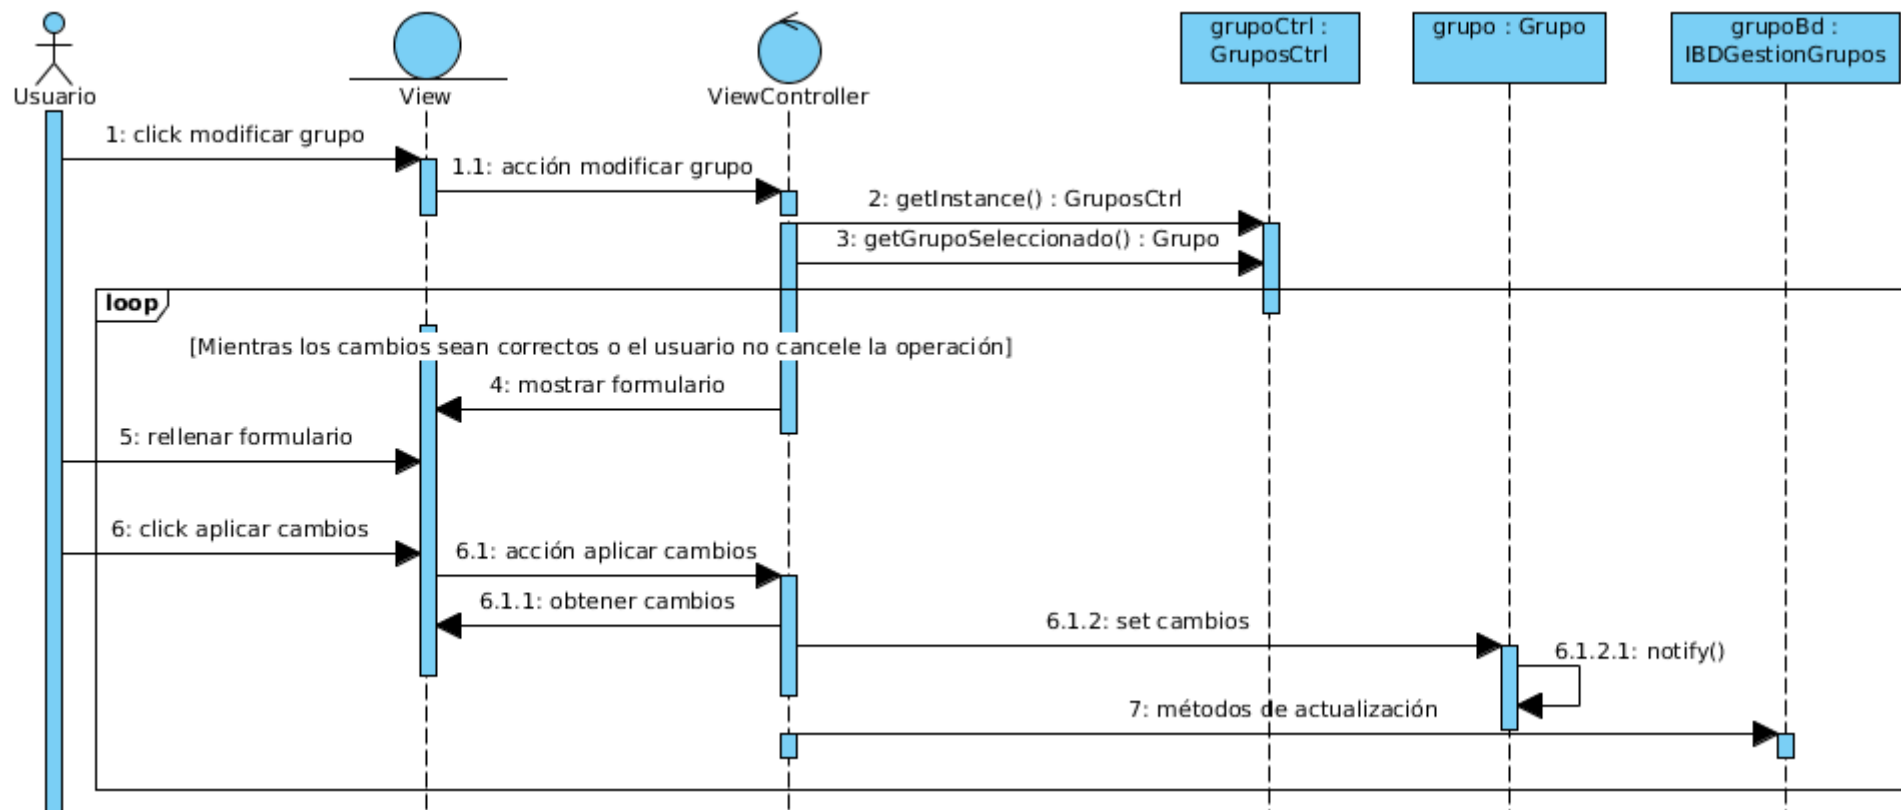 grupoCtrl :
GruposCtrl
grupo : Grupo
grupoBd :
IBDGestionGrupos
Usuario
View
ViewController
1: click modificar grupo
1.1: acción modificar grupo
2: getInstance() : GruposCtrl
3: getGrupoSeleccionado() : Grupo
loop
[Mientras los cambios sean correctos o el usuario no cancele la operación]
4: mostrar formulario
5: rellenar formulario
6: click aplicar cambios
6.1: acción aplicar cambios
6.1.1: obtener cambios
6.1.2: set cambios
6.1.2.1: notify()
7: métodos de actualización